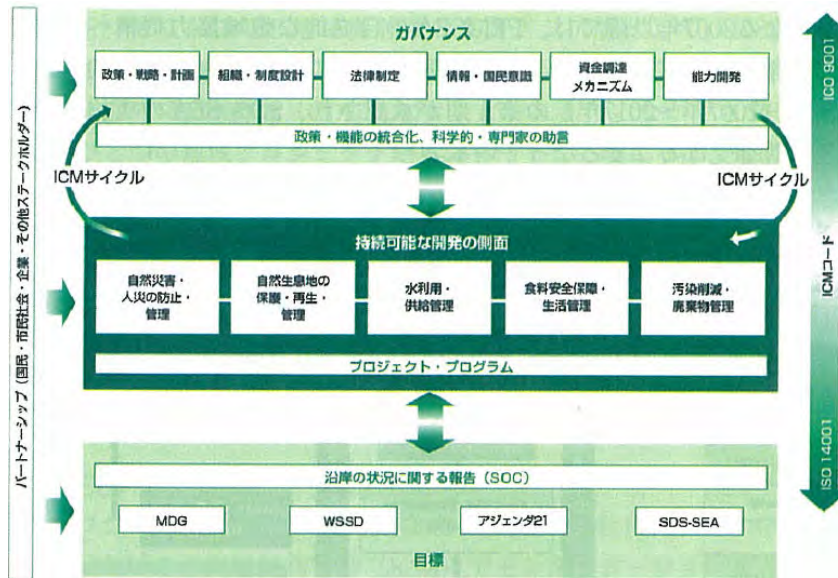 ガバナンス
政策・戦略・計画
組織・制度設計
法律制定
情報・国民意識
資金調達
メカニズム
能力開発
政策・機能の統合化、科学的・専門家の助言
ICMサイクル
ICMサイクル
持続可能な開発の側面
自然災害・
人災の防止・
管理
自然生息地の
保護・再生・
管理
水利用・
供給管理
食料安全保障・
生活管理
汚染削減・
廃棄物管理
プロジェクト・プログラム
沿岸の状況に関する報告（SOC）
MDG
WSSD
アジェンダ21
SDS-SEA
目標
パートナーシップ（国民・市民社会・企業・その他ステークホルダー）
ICO 9001
ICMコード
ISO 14001